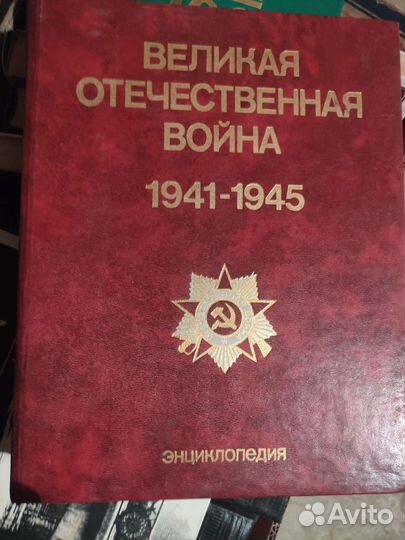 ВЕЛИКАЯ
ОТЕЧЕСТВЕННАЯ
ВОЙНА
1941-1945
ЭНЦИКЛОПЕДИЯ
Avito